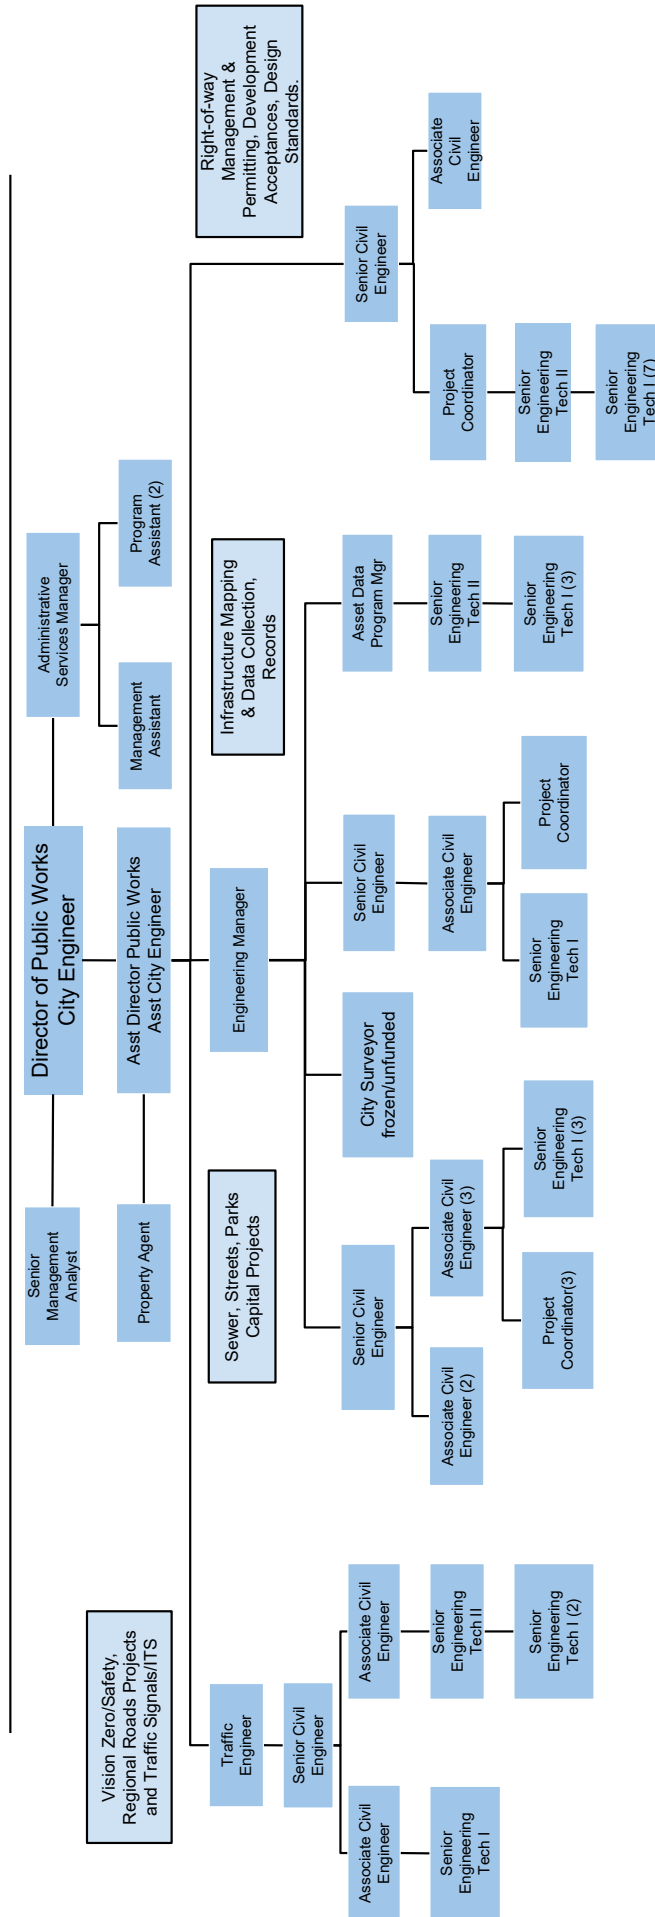 Director of Public Works
City Engineer
Senior
Management
Analyst
Administrative
Services Manager
Asst Director Public Works
Asst City Engineer
Property Agent
Management
Assistant
Program
Assistant (2)
Vision Zero/Safety,
Regional Roads Projects
and Traffic Signals/ITS
Traffic
Engineer
Senior Civil
Engineer
Associate Civil
Engineer
Senior
Engineering
Tech I
Associate Civil
Engineer
Senior
Engineering
Tech II
Senior
Engineering
Tech I (2)
Sewer, Streets, Parks
Capital Projects
Engineering Manager
Senior Civil
Engineer
Associate Civil
Engineer (2)
Associate Civil
Engineer (3)
Project
Coordinator(3)
Senior
Engineering
Tech I (3)
City Surveyor
frozen/unfunded
Senior Civil
Engineer
Associate Civil
Engineer
Senior
Engineering
Tech I
Project
Coordinator
Infrastructure Mapping
& Data Collection,
Records
Asset Data
Program Mgr
Senior
Engineering
Tech II
Senior
Engineering
Tech I (3)
Right-of-way
Management &
Permitting, Development
Acceptances, Design
Standards.
Senior Civil
Engineer
Project
Coordinator
Senior
Engineering
Tech II
Senior
Engineering
Tech I (7)
Associate
Civil
Engineer